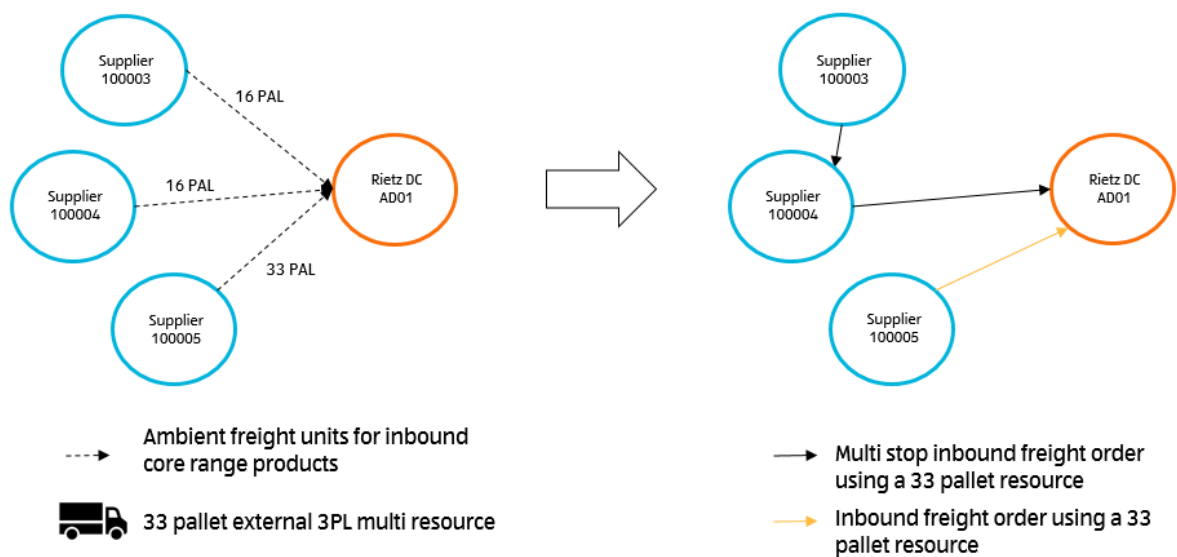 Supplier
100003
16 PAL
Supplier
100004
16 PAL
Rietz DC
AD01
33 PAL
Supplier
100005
Ambient freight units for inbound
core range products
33 pallet external 3PL multi resource
Supplier
100003
Supplier
100004
Rietz DC
AD01
Supplier
100005
Multi stop inbound freight order
using a 33 pallet resource
Inbound freight order using a 33
pallet resource